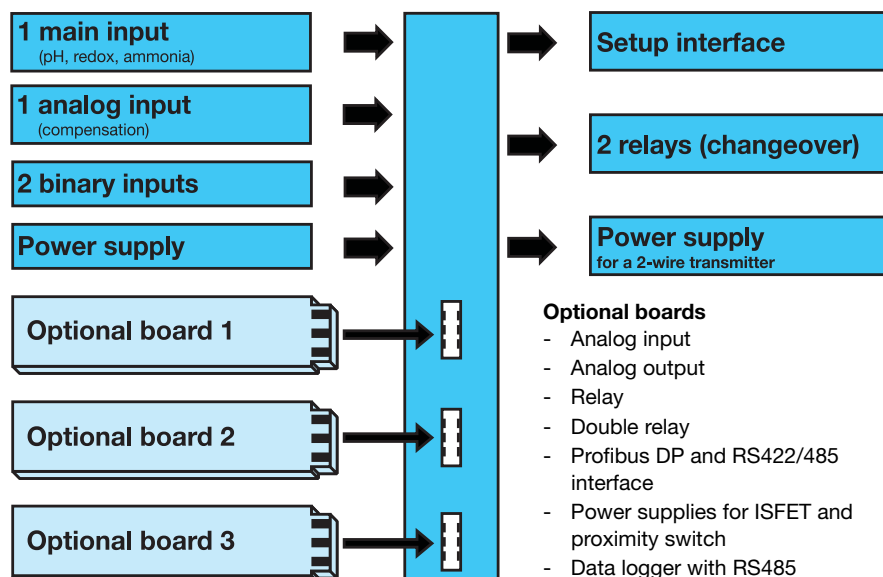 1 main input
(pH, redox, ammonia)
1 analog input
(compensation)
2 binary inputs
Power supply
Optional board 1
Optional board 2
Optional board 3
Setup interface
2 relays (changeover)
Power supply
for a 2-wire transmitter
Optional boards
- Analog input
- Analog output
- Relay
- Double relay
- Profibus DP and RS422/485
interface
- Power supplies for ISFET and
proximity switch
- Data logger with RS485